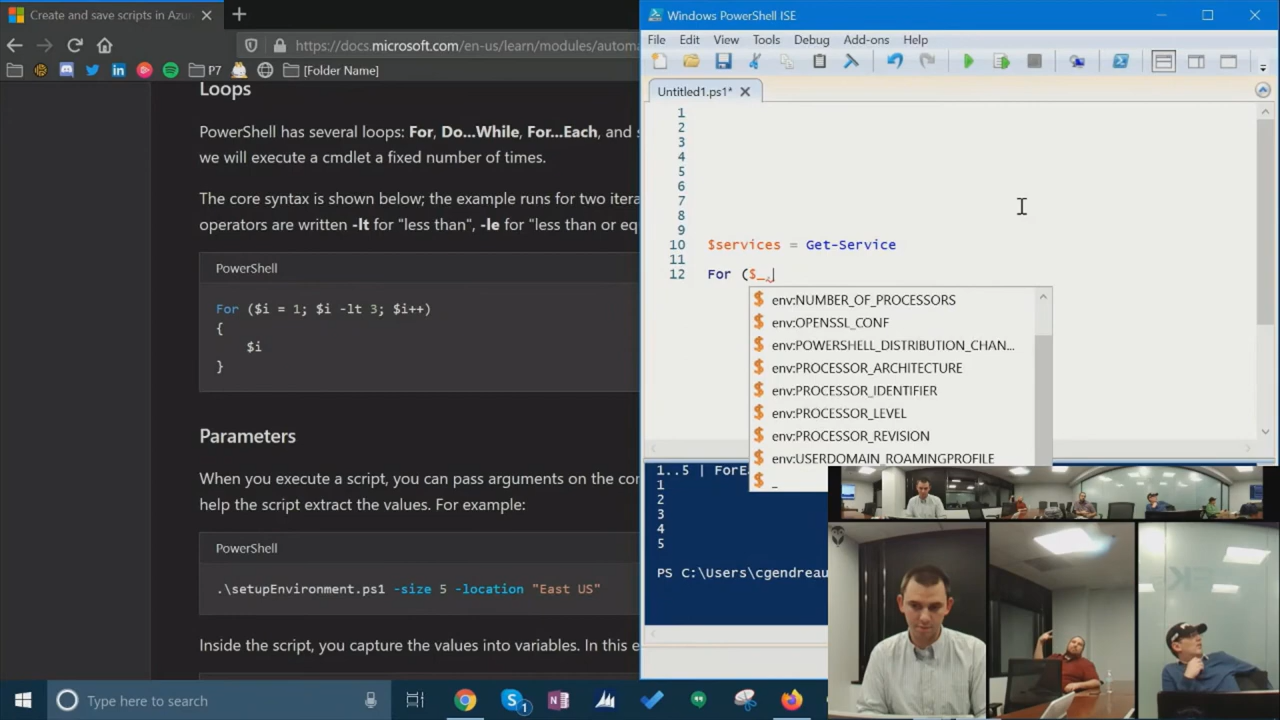 Create and save scripts in Azur
https://docs.microsoft.com/en-us/learn/modules/automa
P7
[Folder Name]
Loops
PowerShell has several loops: For, Do...While, For...Each, and s
we will execute a cmdlet a fixed number of times.
The core syntax is shown below; the example runs for two itera
operators are written -lt for "less than", -le for "less than or eq
PowerShell
For ($i = 1; $i -lt 3; $i++)
{
$i
}
Parameters
When you execute a script, you can pass arguments on the con
help the script extract the values. For example:
PowerShell
.\setupEnvironment.ps1 -size 5 -location "East US"
Inside the script, you capture the values into variables. In this e
Windows PowerShell ISE
File Edit View Tools Debug Add-ons Help
Untitled1.ps1*
1
2
3
4
5
6
7
8
9
10 $services = Get-Service
11
12 For ($_,
env:NUMBER_OF_PROCESSORS
env:OPENSSL_CONF
env:POWERSHELL_DISTRIBUTION_CHAN...
env:PROCESSOR_ARCHITECTURE
env:PROCESSOR_IDENTIFIER
env:PROCESSOR_LEVEL
env:PROCESSOR_REVISION
env:USERDOMAIN_ROAMINGPROFILE
_
1..5 | ForEa
1
2
3
4
5
PS C:\Users\cgendreau
Type here to search
1